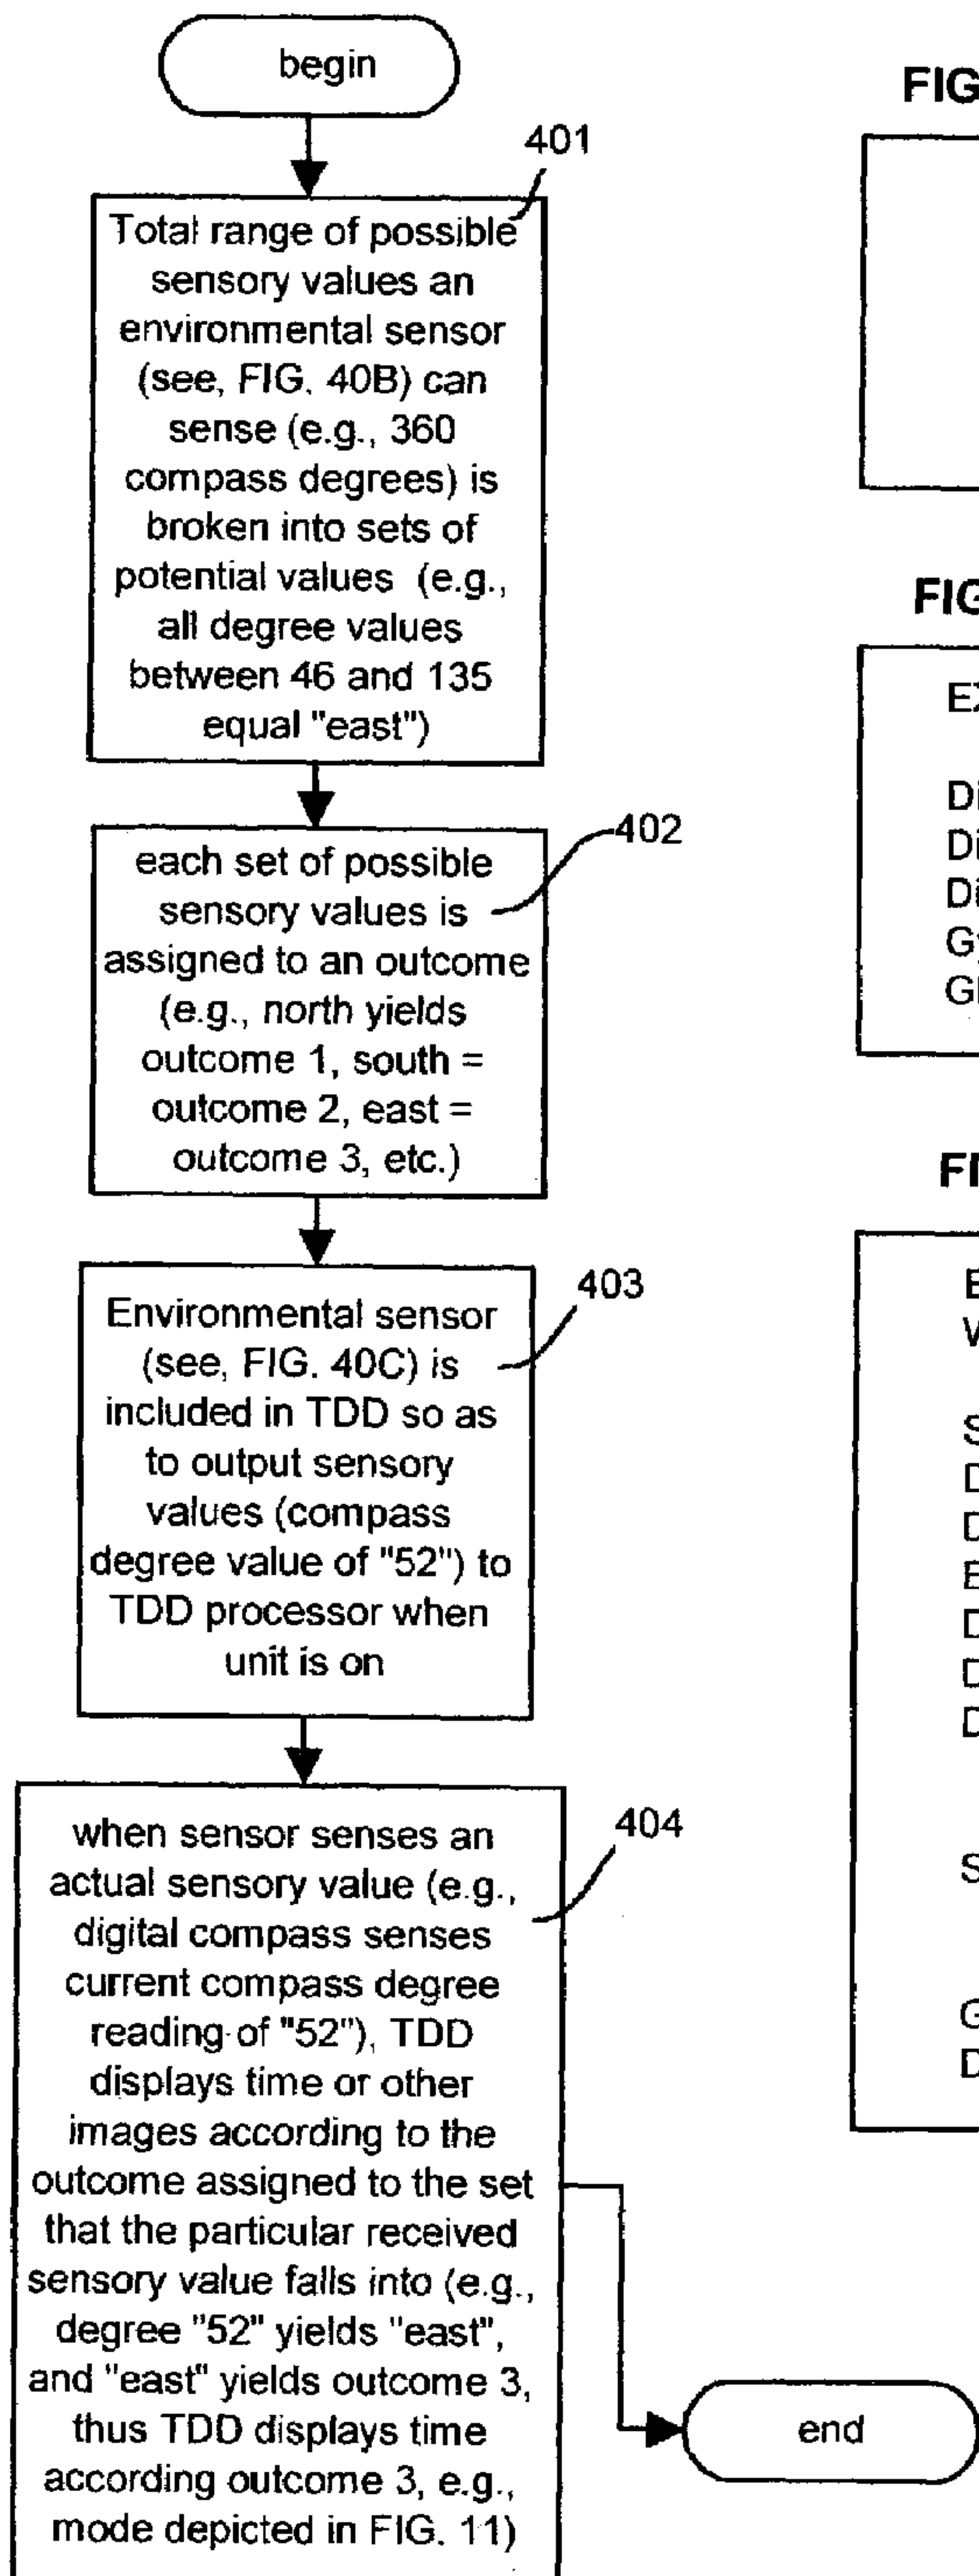 begin
401
Total range of possible
sensory values an
environmental sensor
(see, FIG. 40B) can
sense (e.g., 360
compass degrees) is
broken into sets of
potential values (e.g.,
all degree values
between 46 and 135
equal "east")
402
each set of possible
sensory values is
assigned to an outcome
(e.g., north yields
outcome 1, south =
outcome 2, east =
outcome 3, etc.)
403
Environmental sensor
(see, FIG. 40C) is
included in TDD so as
to output sensory
values (compass
degree value of "52") to
TDD processor when
unit is on
404
when sensor senses an
actual sensory value (e.g.,
digital compass senses
current compass degree
reading of "52"), TDD
displays time or other
images according to the
outcome assigned to the set
that the particular received
sensory value falls into (e.g.,
degree "52" yields "east",
and "east" yields outcome 3,
thus TDD displays time
according outcome 3, e.g.,
mode depicted in FIG. 11)
end
FIG